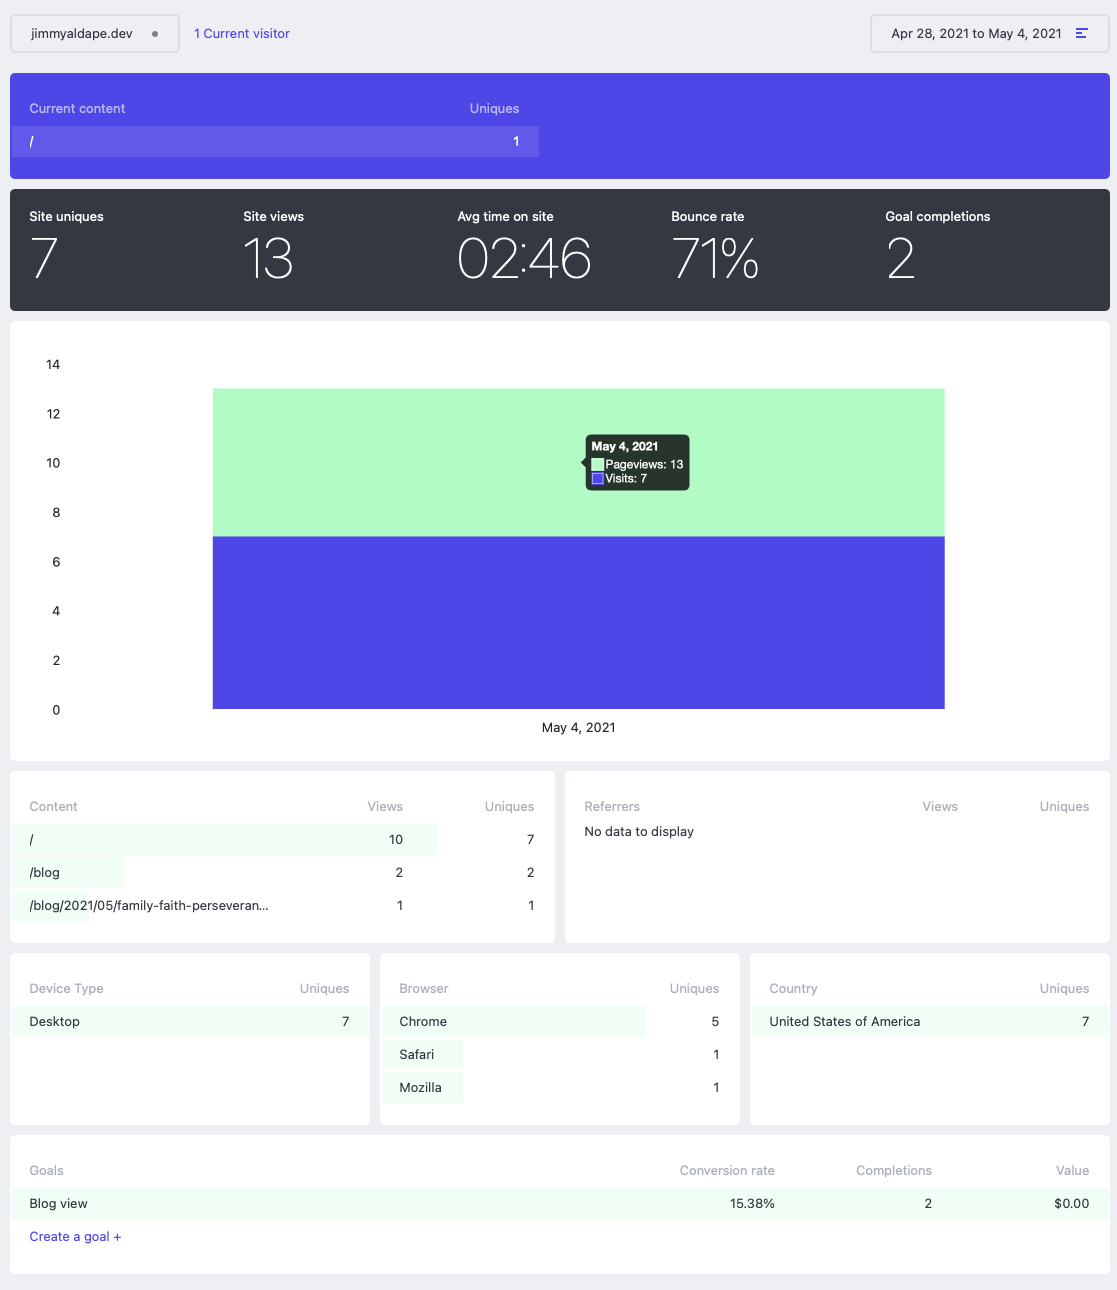 jimmyaldape.dev 1 Current visitor Apr 28, 2021 to May 4, 2021
Current content Uniques
/ 1
Site uniques Site views Avg time on site Bounce rate Goal completions
7 13 02:46 71% 2
14
12
10
8
6
4
2
0
May 4, 2021
Pageviews: 13
Visits: 7
May 4, 2021
Content Views Uniques
/ 10 7
/blog 2 2
/blog/2021/05/family-faith-perseveran... 1 1
Referrers Views Uniques
No data to display
Device Type Uniques
Desktop 7
Browser Uniques
Chrome 5
Safari 1
Mozilla 1
Country Uniques
United States of America 7
Goals Conversion rate Completions Value
Blog view 15.38% 2 $0.00
Create a goal +